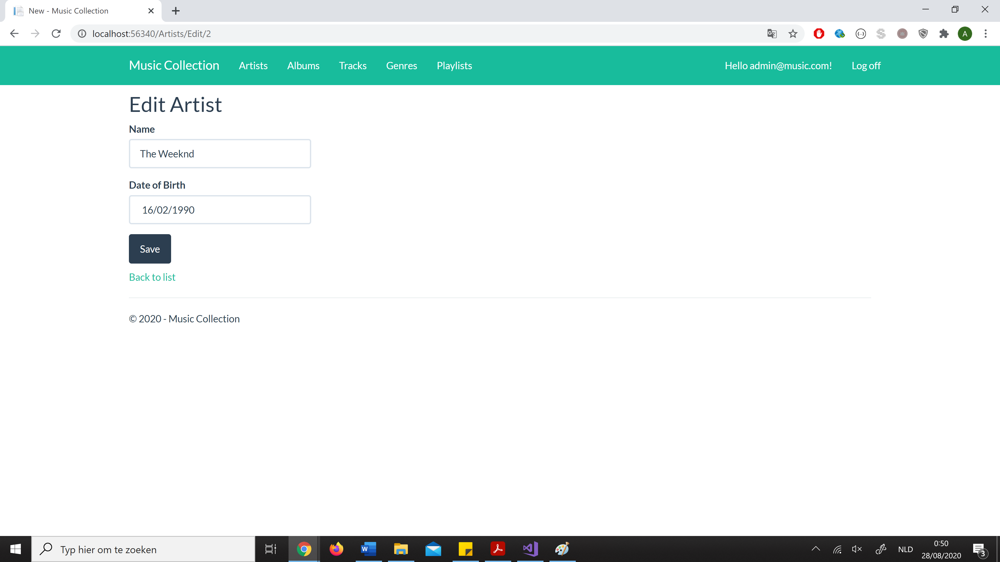 New - Music Collection
localhost:56340/Artists/Edit/2
A
Music Collection Artists Albums Tracks Genres Playlists Hello admin@music.com! Log off
Edit Artist
Name
The Weeknd
Date of Birth
16/02/1990
Save
Back to list
© 2020 - Music Collection
Typ hier om te zoeken
W
NLD
0:50
28/08/2020
3